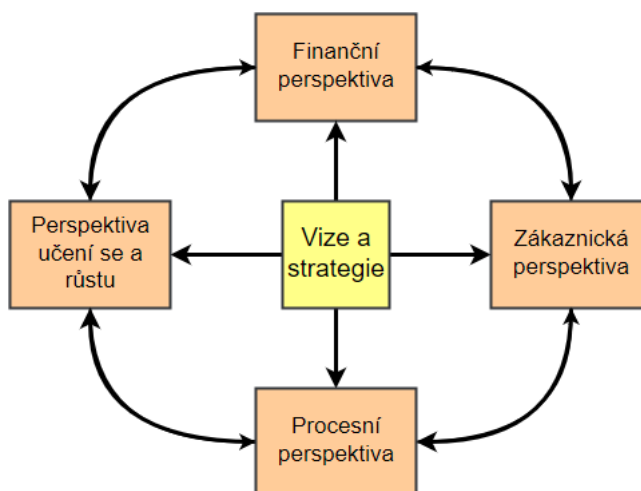 Finanční
perspektiva
Perspektiva
učení se a
růstu
Vize a
strategie
Zákaznická
perspektiva
Procesní
perspektiva